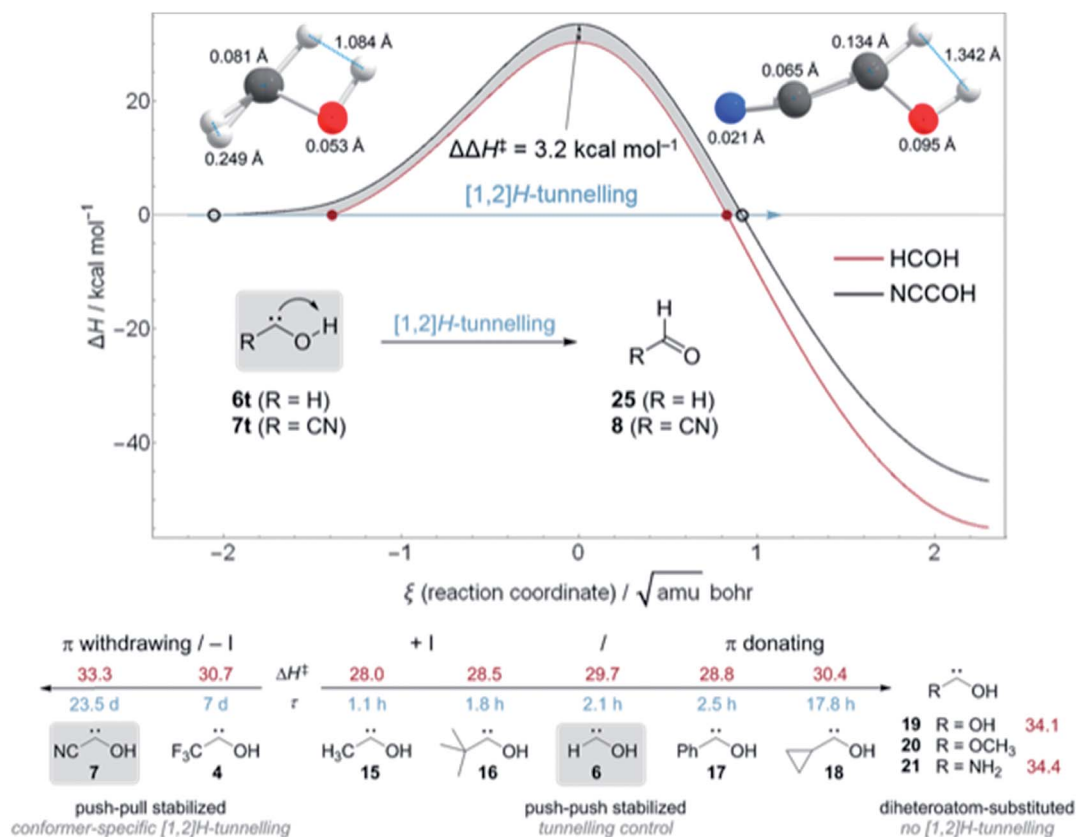 0.081 Å
1.084 Å
0.249 Å
0.053 Å
0.134 Å
0.065 Å
1.342 Å
0.021 Å
0.095 Å
ΔΔH‡ = 3.2 kcal mol⁻¹
[1,2]H-tunnelling
HCOH
NCCOH
ΔH / kcal mol⁻¹
20
0
−20
−40
R
O
H
[1,2]H-tunnelling
H
R
O
6t (R = H)
7t (R = CN)
25 (R = H)
8 (R = CN)
−2
−1
0
1
2
ξ (reaction coordinate) / √amu bohr
π withdrawing / – I
+ I
/
π donating
33.3 30.7 ΔH‡ 28.0 28.5 29.7 28.8 30.4
23.5 d 7 d τ 1.1 h 1.8 h 2.1 h 2.5 h 17.8 h
R OH
NC OH
F₃C OH
H₃C OH
OH
H OH
Ph OH
OH
7 4 15 16 6 17 18
19 R = OH 34.1
20 R = OCH₃
21 R = NH₂ 34.4
push-pull stabilized
conformer-specific [1,2]H-tunnelling
push-push stabilized
tunnelling control
diheteroatom-substituted
no [1,2]H-tunnelling